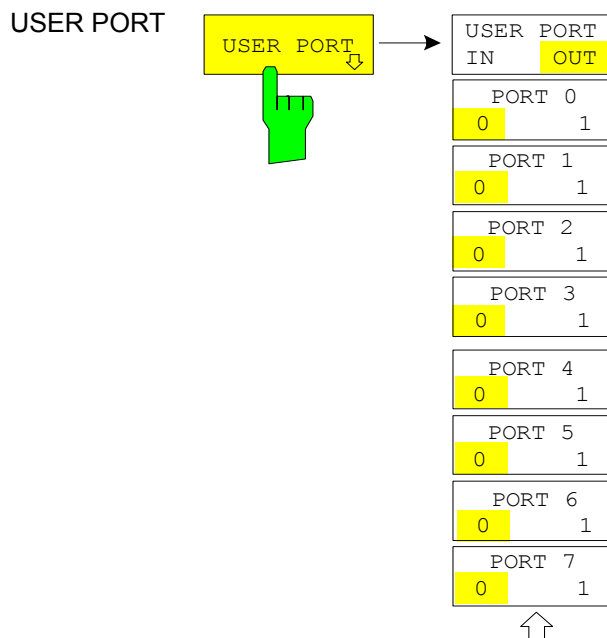 USER PORT
USER PORT
USER PORT
IN OUT
PORT 0
0 1
PORT 1
0 1
PORT 2
0 1
PORT 3
0 1
PORT 4
0 1
PORT 5
0 1
PORT 6
0 1
PORT 7
0 1